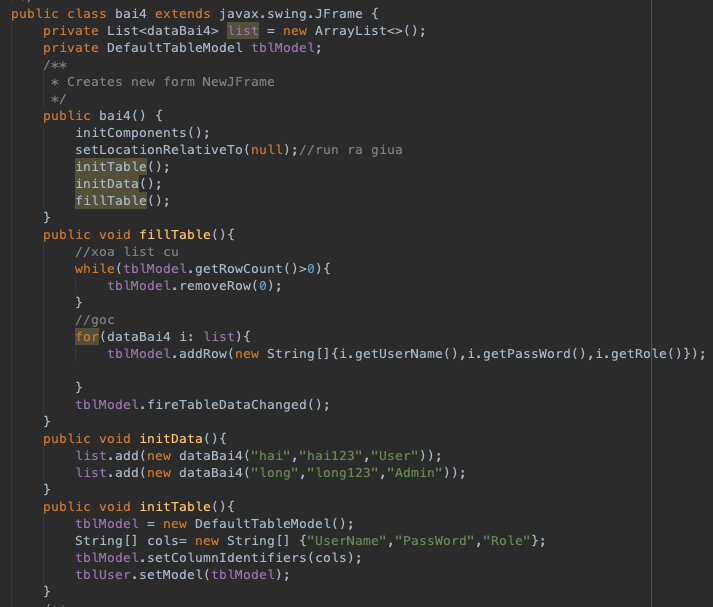 public class bai4 extends javax.swing.JFrame {
    private List<dataBai4> list = new ArrayList<>();
    private DefaultTableModel tblModel;
    /**
     * Creates new form NewJFrame
     */
    public bai4() {
        initComponents();
        setLocationRelativeTo(null);//run ra giua
        initTable();
        initData();
        fillTable();
    }
    public void fillTable(){
        //xoa list cu
        while(tblModel.getRowCount()>0){
            tblModel.removeRow(0);
        }
        //goc
        for(dataBai4 i: list){
            tblModel.addRow(new String[]{i.getUserName(),i.getPassWord(),i.getRole()});
        }
        tblModel.fireTableDataChanged();
    }
    public void initData(){
        list.add(new dataBai4("hai","hai123","User"));
        list.add(new dataBai4("long","long123","Admin"));
    }
    public void initTable(){
        tblModel = new DefaultTableModel();
        String[] cols= new String[] {"UserName","PassWord","Role"};
        tblModel.setColumnIdentifiers(cols);
        tblUser.setModel(tblModel);
    }